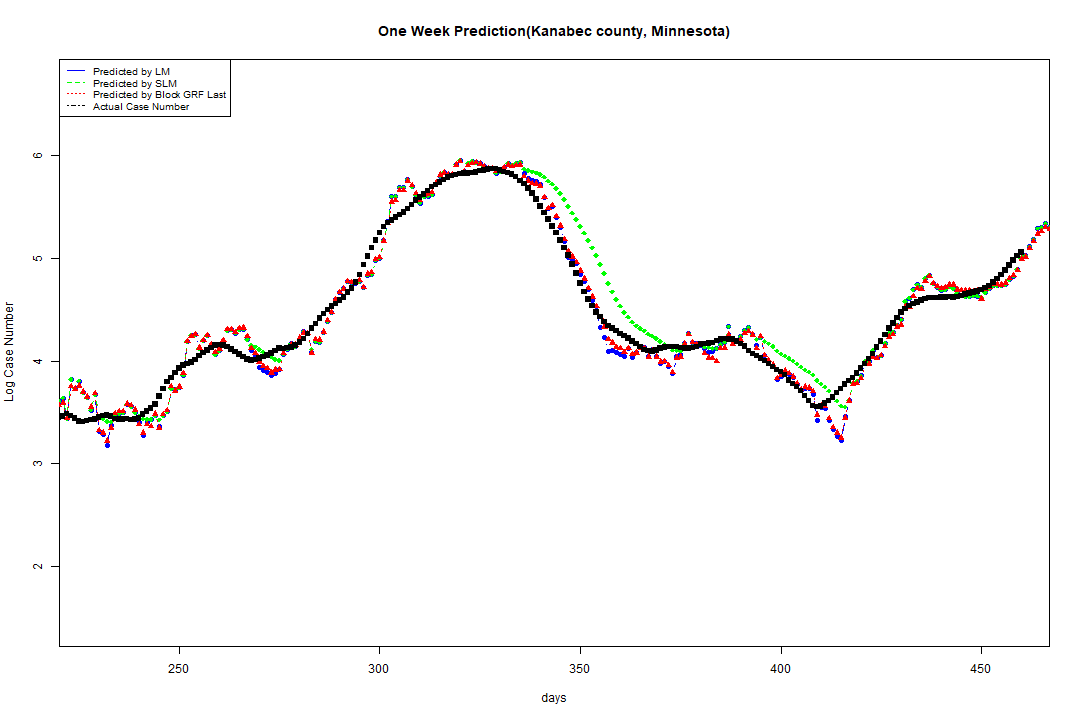 One Week Prediction(Kanabec county, Minnesota)
Predicted by LM
Predicted by SLM
Predicted by Block GRF Last
Actual Case Number
6
5
4
3
2
Log Case Number
250 300 350 400 450
days